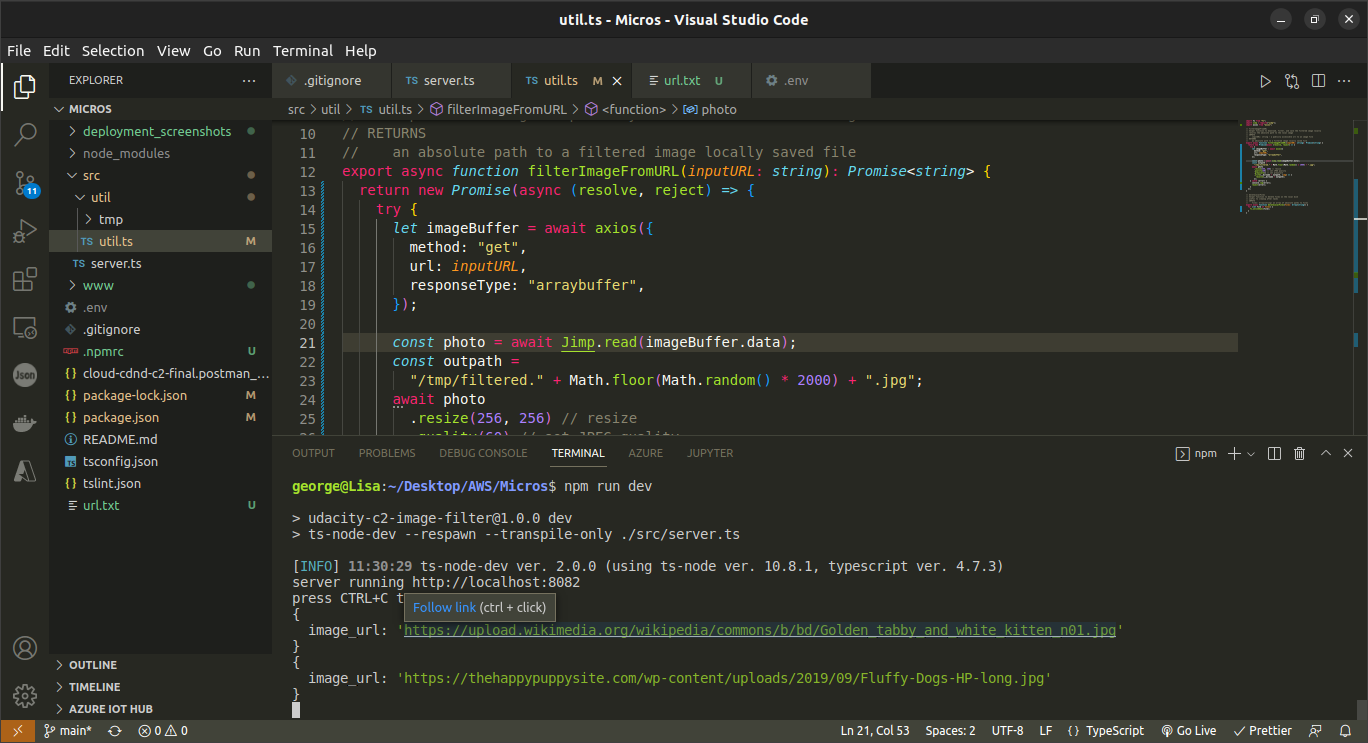 util.ts - Micros - Visual Studio Code
File Edit Selection View Go Run Terminal Help
EXPLORER
MICROS
deployment_screenshots
node_modules
src
util
tmp
TS util.ts M
TS server.ts
www
.env
.gitignore
npm .npmrc U
{} cloud-cdnd-c2-final.postman_...
{} package-lock.json M
{} package.json M
README.md
TS tsconfig.json
{} tslint.json
url.txt U
OUTLINE
TIMELINE
AZURE IOT HUB
11
Json
.gitignore TS server.ts TS util.ts M url.txt U .env
src > util > TS util.ts > filterImageFromURL > <function> > photo
10 // RETURNS
11 //    an absolute path to a filtered image locally saved file
12 export async function filterImageFromURL(inputURL: string): Promise<string> {
13   return new Promise(async (resolve, reject) => {
14     try {
15       let imageBuffer = await axios({
16         method: "get",
17         url: inputURL,
18         responseType: "arraybuffer",
19       });
20
21       const photo = await Jimp.read(imageBuffer.data);
22       const outpath =
23         "/tmp/filtered." + Math.floor(Math.random() * 2000) + ".jpg";
24       await photo
25         .resize(256, 256) // resize
26         .quality(60) // set JPEG quality
OUTPUT PROBLEMS DEBUG CONSOLE TERMINAL AZURE JUPYTER
npm
george@Lisa:~/Desktop/AWS/Micros$ npm run dev
> udacity-c2-image-filter@1.0.0 dev
> ts-node-dev --respawn --transpile-only ./src/server.ts
[INFO] 11:30:29 ts-node-dev ver. 2.0.0 (using ts-node ver. 10.8.1, typescript ver. 4.7.3)
server running http://localhost:8082
press CTRL+C t
Follow link (ctrl + click)
{
  image_url: 'https://upload.wikimedia.org/wikipedia/commons/b/bd/Golden_tabby_and_white_kitten_n01.jpg'
}
{
  image_url: 'https://thehappypuppysite.com/wp-content/uploads/2019/09/Fluffy-Dogs-HP-long.jpg'
}
main* 0 0 Ln 21, Col 53 Spaces: 2 UTF-8 LF {} TypeScript Go Live Prettier